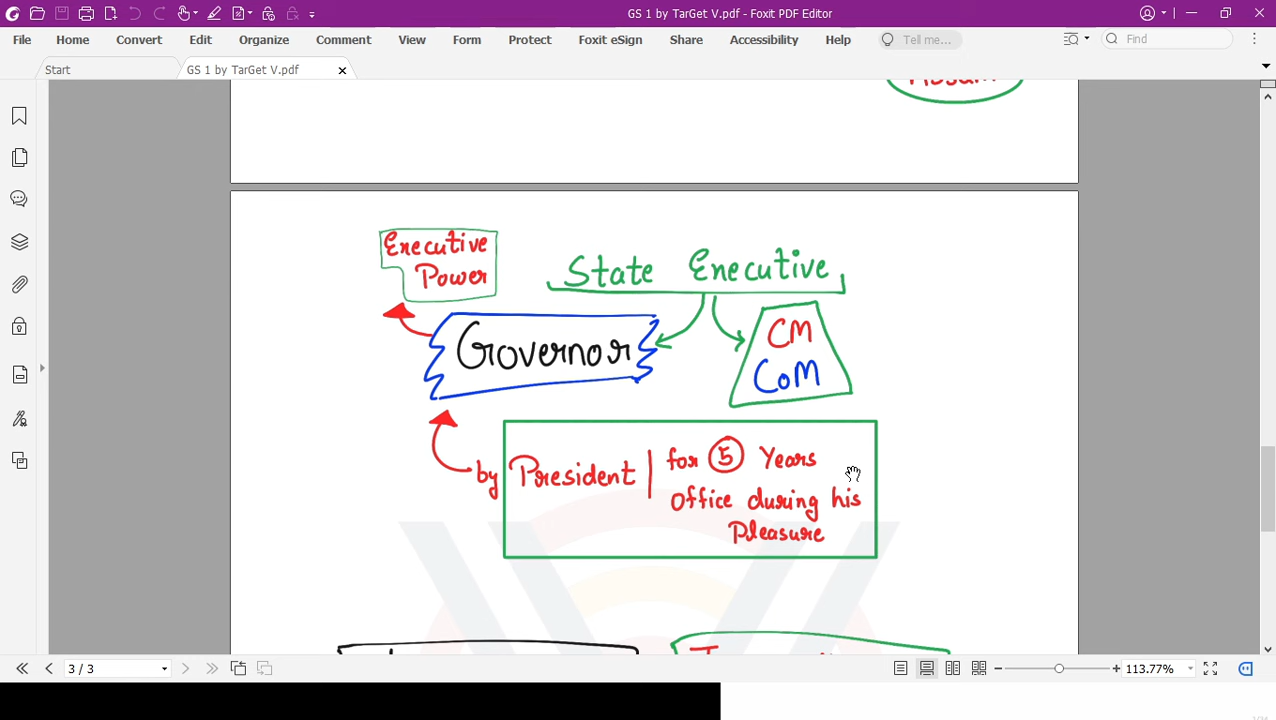 GS 1 by TarGet V.pdf - Foxit PDF Editor
File Home Convert Edit Organize Comment View Form Protect Foxit eSign Share Accessibility Help Tell me... Find
Start GS 1 by TarGet V.pdf
Executive
Power
State Executive
Governor
CM
CoM
by President for 5 Years
Office during his
Pleasure
3 / 3 113.77%